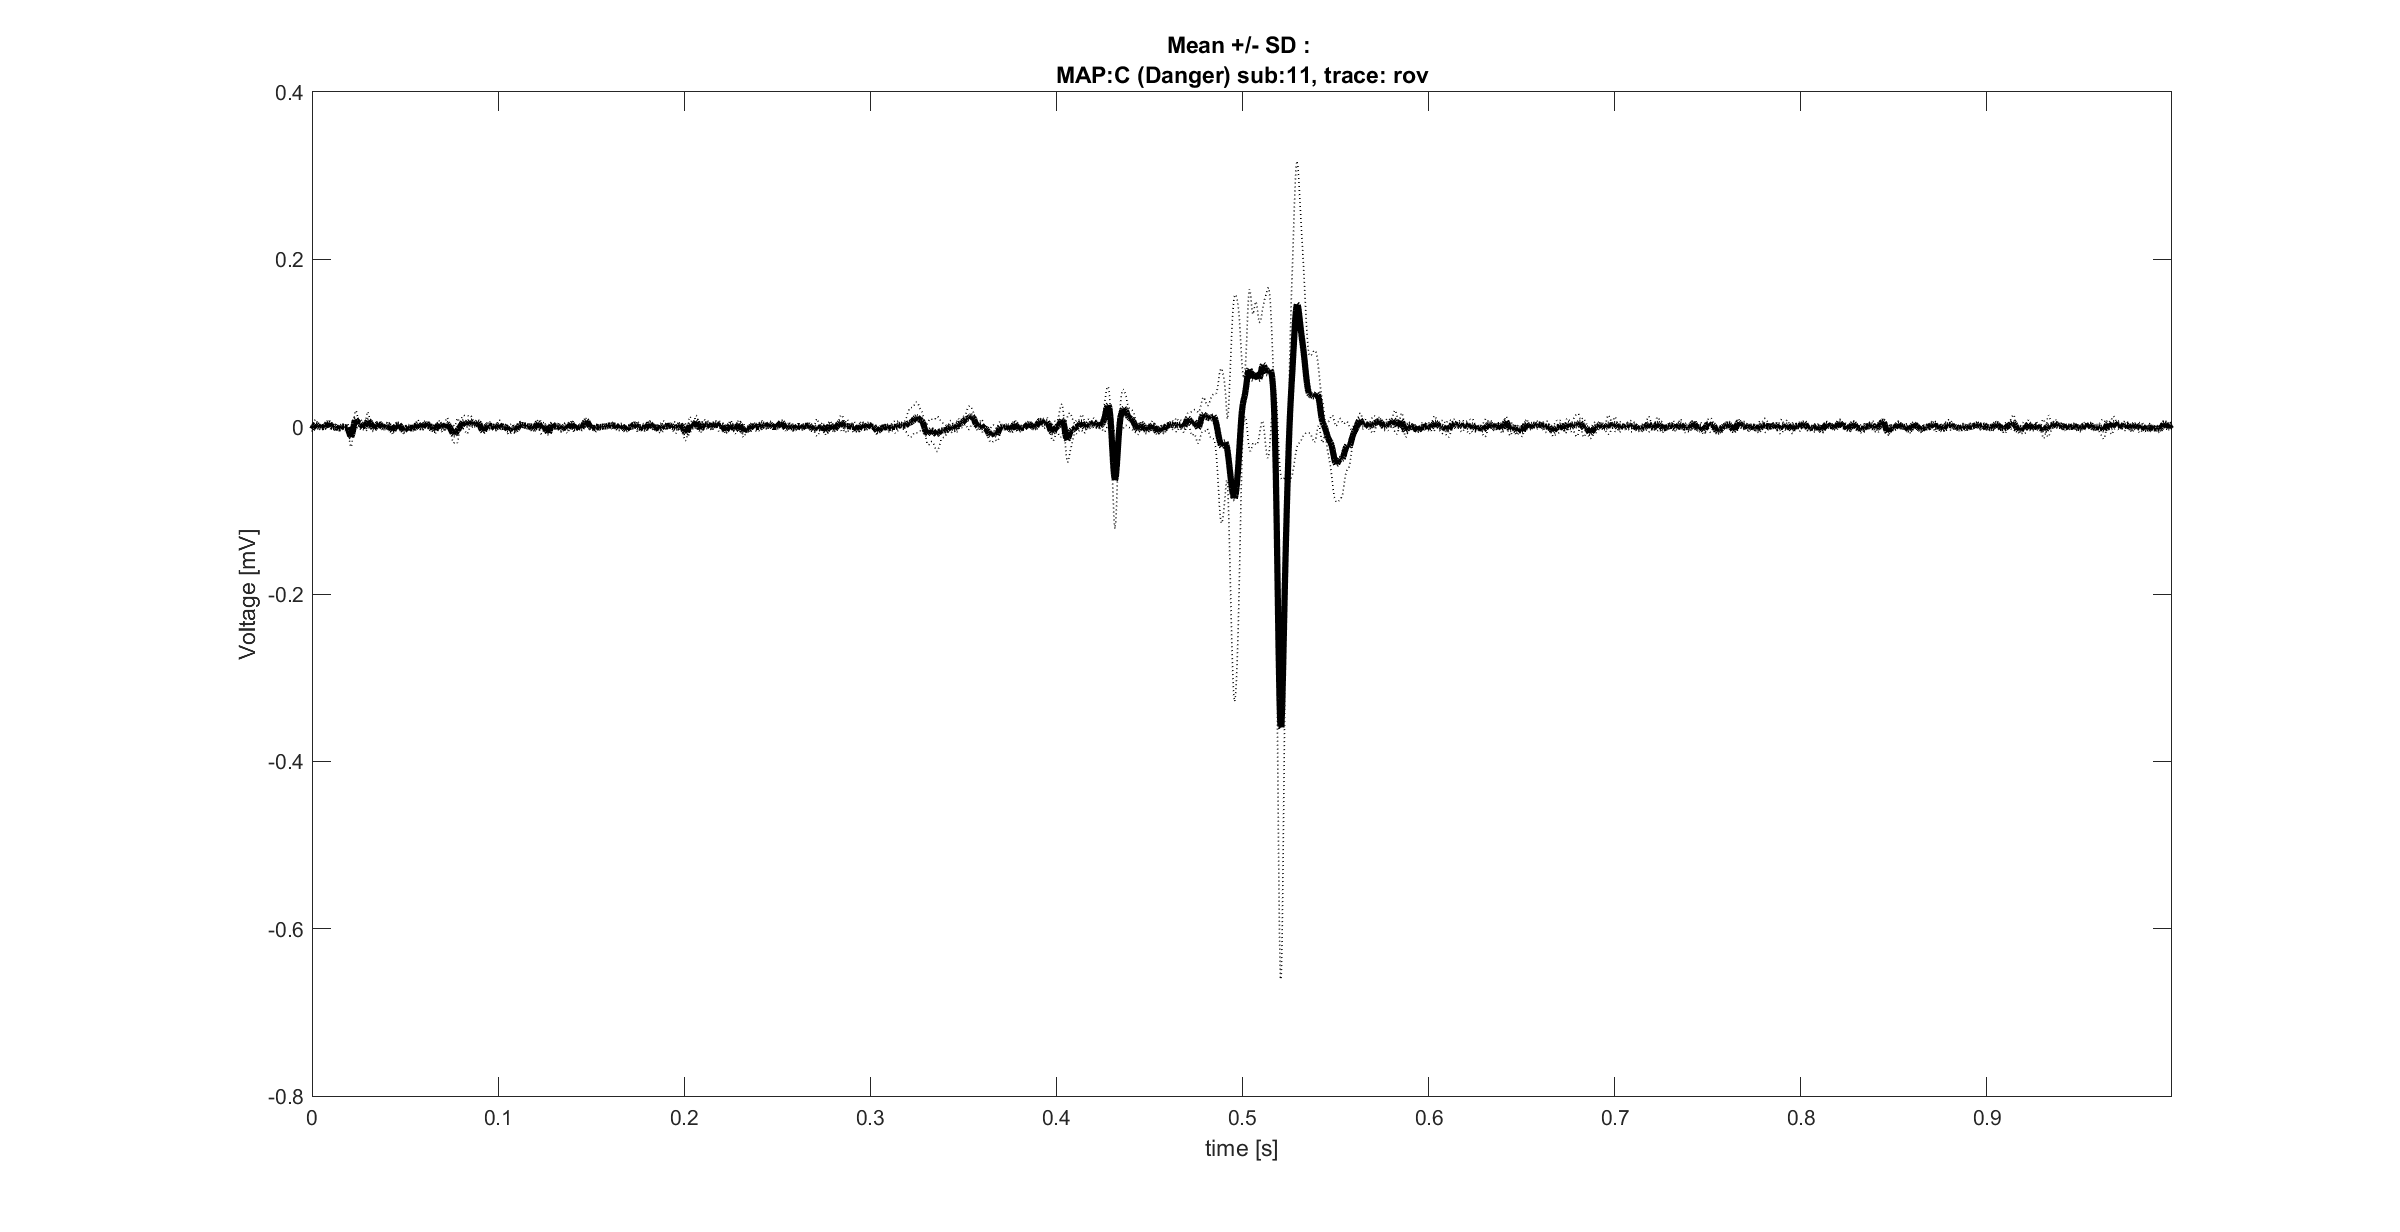 Mean +/- SD :
MAP:C (Danger) sub:11, trace: rov
0.4
0.2
0
-0.2
-0.4
-0.6
-0.8
Voltage [mV]
0 0.1 0.2 0.3 0.4 0.5 0.6 0.7 0.8 0.9
time [s]